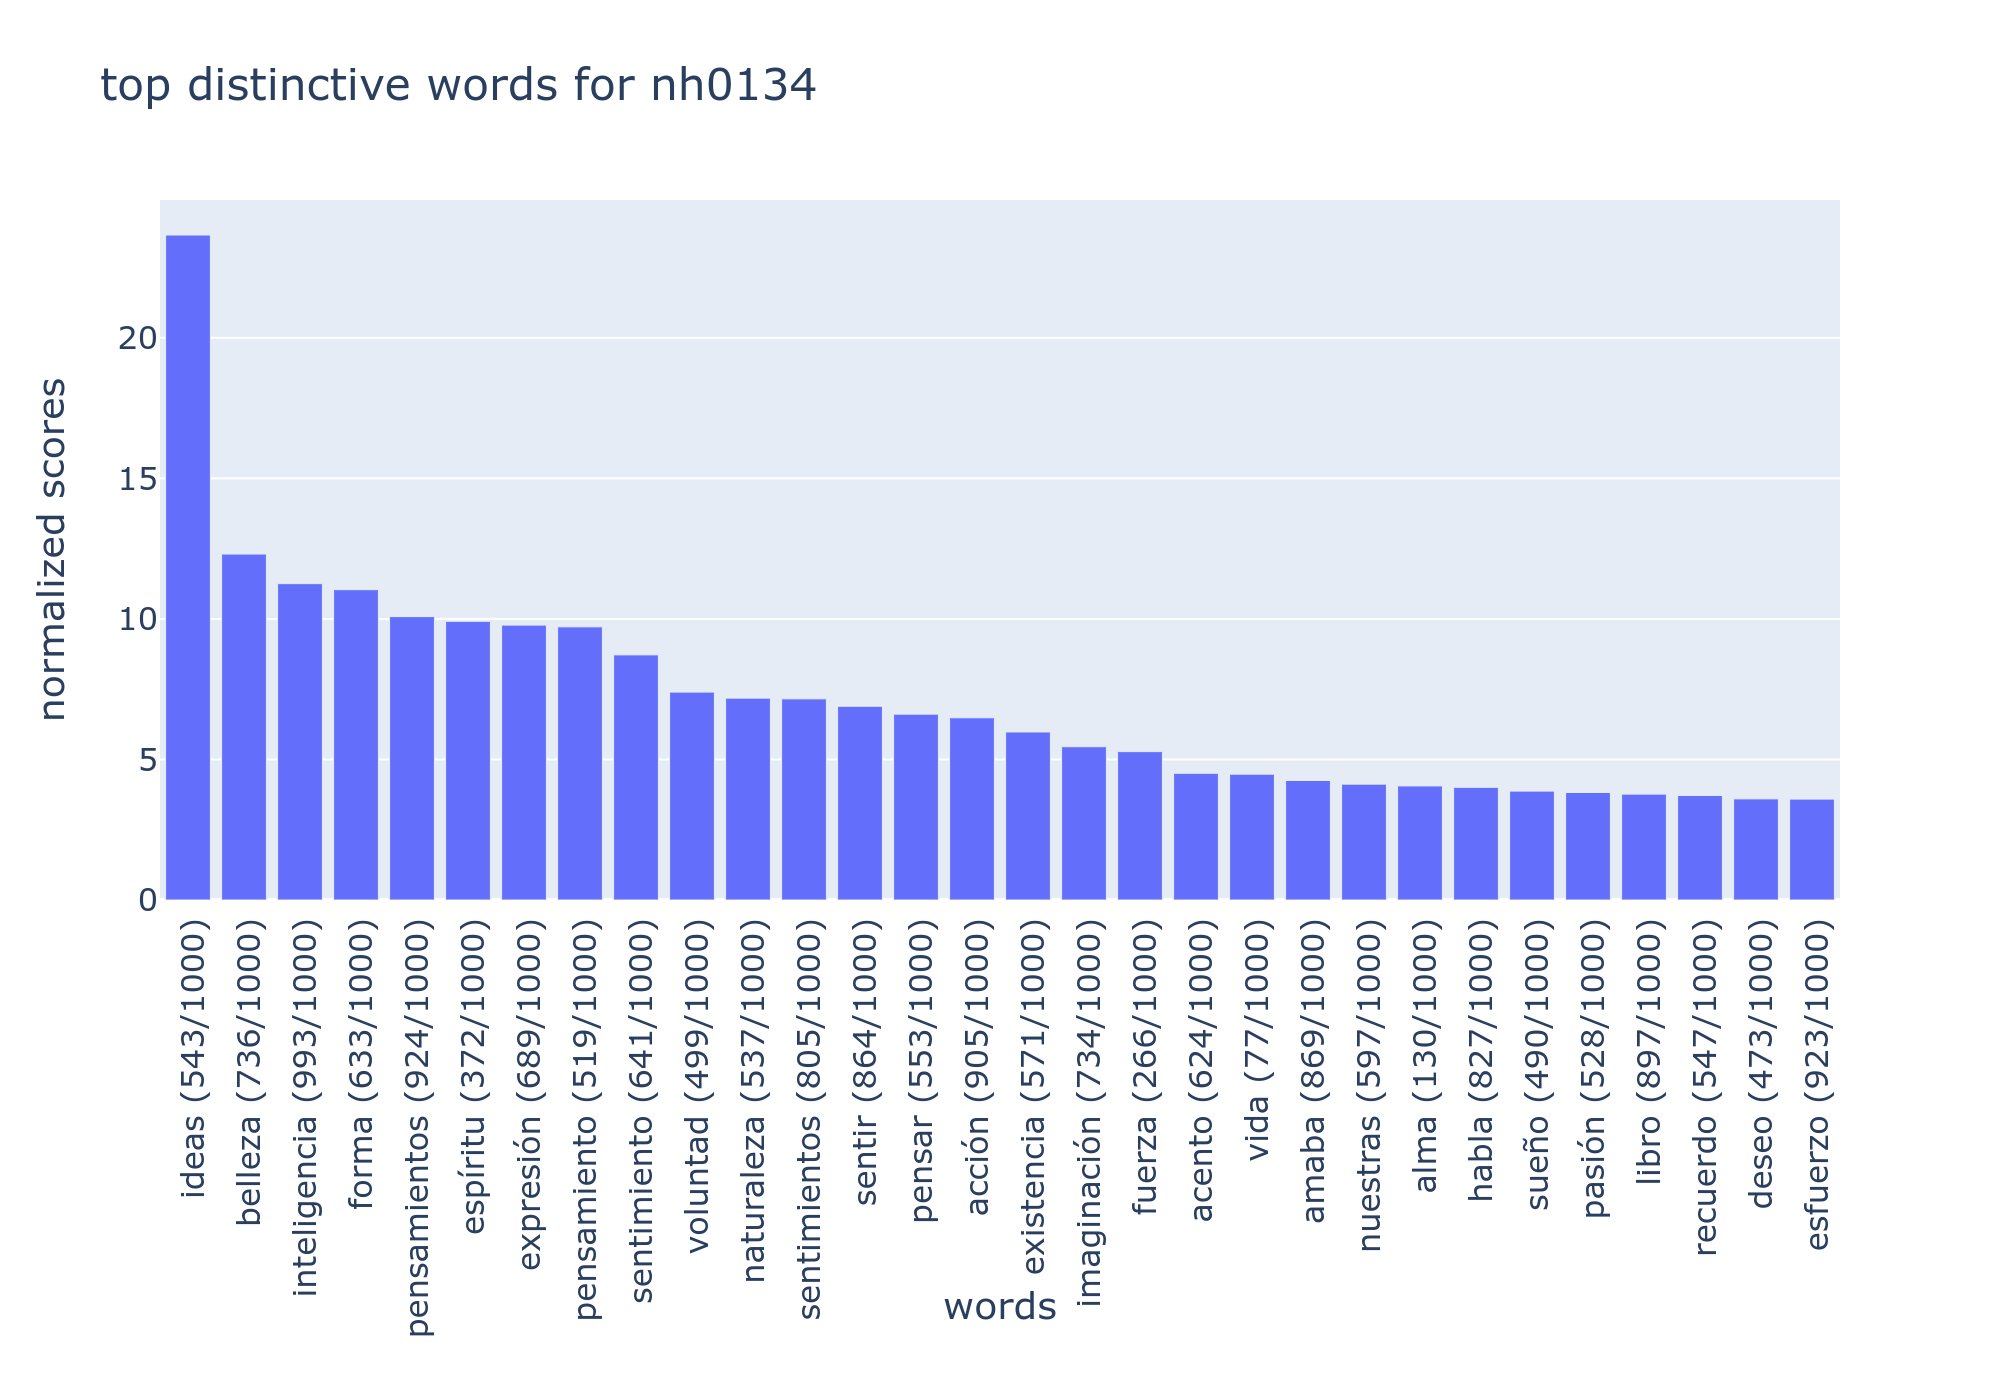 top distinctive words for nh0134
normalized scores
20
15
10
5
0
ideas (543/1000)
belleza (736/1000)
inteligencia (993/1000)
forma (633/1000)
pensamientos (924/1000)
espíritu (372/1000)
expresión (689/1000)
pensamiento (519/1000)
sentimiento (641/1000)
voluntad (499/1000)
naturaleza (537/1000)
sentimientos (805/1000)
sentir (864/1000)
pensar (553/1000)
acción (905/1000)
existencia (571/1000)
imaginación (734/1000)
fuerza (266/1000)
acento (624/1000)
vida (77/1000)
amaba (869/1000)
nuestras (597/1000)
alma (130/1000)
habla (827/1000)
sueño (490/1000)
pasión (528/1000)
libro (897/1000)
recuerdo (547/1000)
deseo (473/1000)
esfuerzo (923/1000)
words